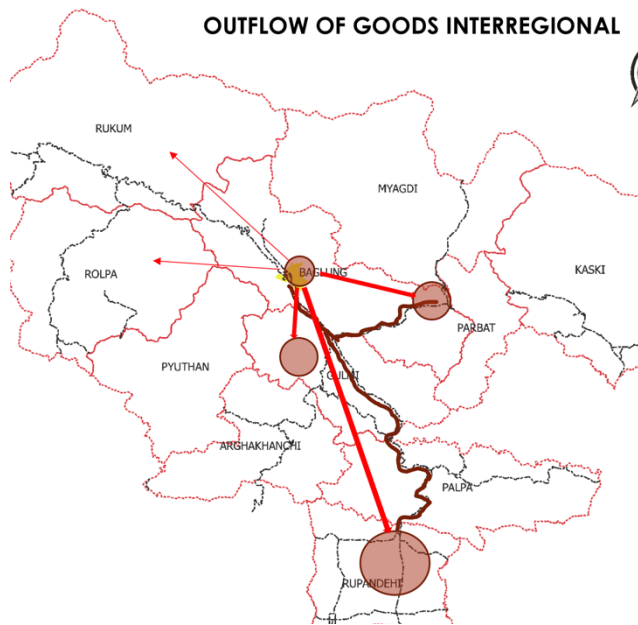 OUTFLOW OF GOODS INTERREGIONAL
RUKUM
MYAGDI
ROLPA
BAGLUNG
KASKI
PARBAT
PYUTHAN
GULMI
ARGHAKHANCHI
PALPA
RUPANDEHI